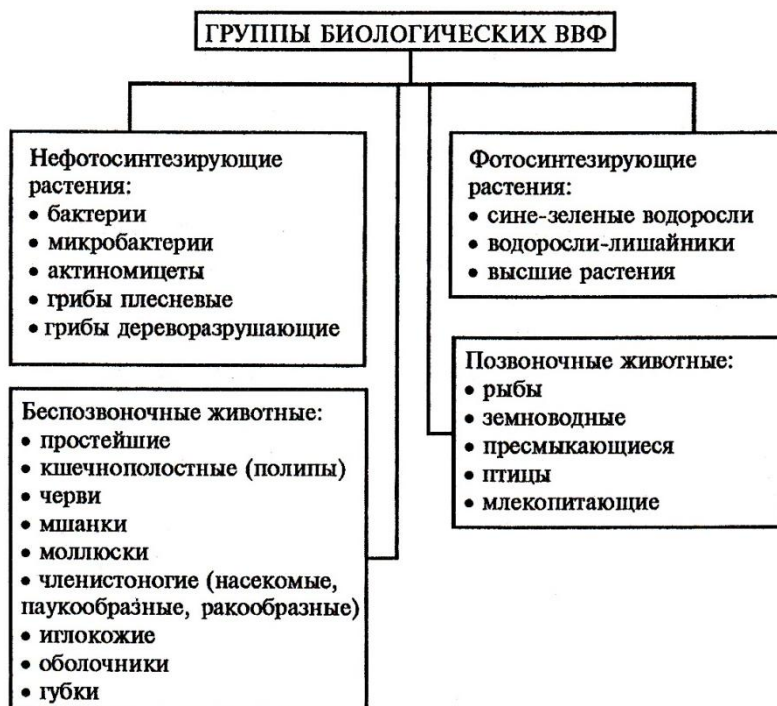 ГРУППЫ БИОЛОГИЧЕСКИХ ВВФ
Нефотосинтезирующие
растения:
• бактерии
• микробактерии
• актиномицеты
• грибы плесневые
• грибы дереворазрушающие
Фотосинтезирующие
растения:
• сине-зеленые водоросли
• водоросли-лишайники
• высшие растения
Беспозвоночные животные:
• простейшие
• кшечнополостные (полипы)
• черви
• мшанки
• моллюски
• членистоногие (насекомые,
паукообразные, ракообразные)
• иглокожие
• оболочники
• губки
Позвоночные животные:
• рыбы
• земноводные
• пресмыкающиеся
• птицы
• млекопитающие